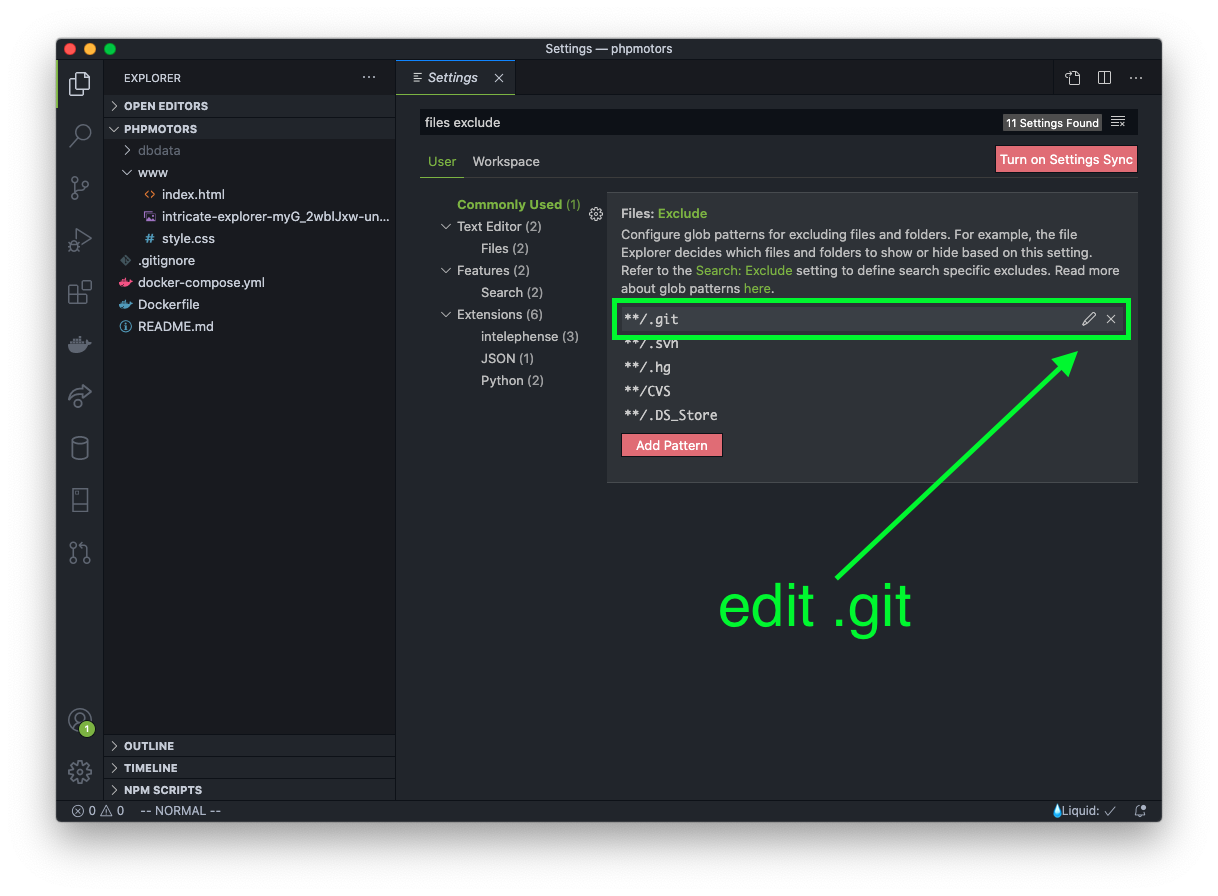 Settings — phpmotors
EXPLORER
Settings
OPEN EDITORS
PHPMOTORS
dbdata
www
index.html
intricate-explorer-myG_2wblJxw-un...
# style.css
.gitignore
docker-compose.yml
Dockerfile
README.md
files exclude
11 Settings Found
User Workspace
Turn on Settings Sync
Commonly Used (1)
Text Editor (2)
Files (2)
Features (2)
Search (2)
Extensions (6)
intelephense (3)
JSON (1)
Python (2)
Files: Exclude
Configure glob patterns for excluding files and folders. For example, the file
Explorer decides which files and folders to show or hide based on this setting.
Refer to the Search: Exclude setting to define search specific excludes. Read more
about glob patterns here.
**/.git
**/.svn
**/.hg
**/CVS
**/.DS_Store
Add Pattern
edit .git
1
OUTLINE
TIMELINE
NPM SCRIPTS
0 0 -- NORMAL --
Liquid: